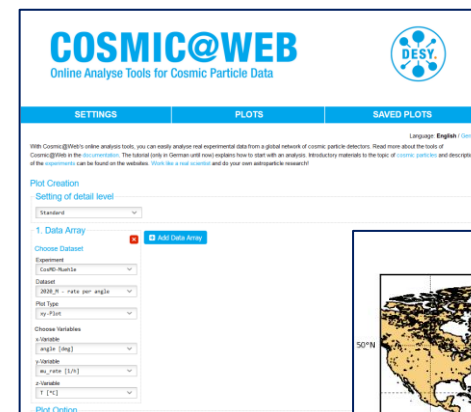 COSMIC@WEB
Online Analyse Tools for Cosmic Particle Data
DESY.
SETTINGS PLOTS SAVED PLOTS
Language: English /
With Cosmic@Web's online analysis tools, you can easily analyse real experimental data from a global network of cosmic particle detectors. Read more about the tools of
Cosmic@Web in the documentation. The tutorial (only in German until now) explains how to start with an analysis. Introductory materials to the topic of cosmic particles and
of the experiments can be found on the websites. Work like a real scientist and do your own astroparticle research!
Plot Creation
Setting of detail level
Standard
1. Data Array
Add Data Array
Choose Dataset
Experiment
CosMO-Muehle
Dataset
2020_M - rate per angle
Plot Type
xy-Plot
Choose Variables
x-Variable
angle [deg]
y-Variable
mu_rate [1/h]
z-Variable
T [°C]
Plot Option
50°N